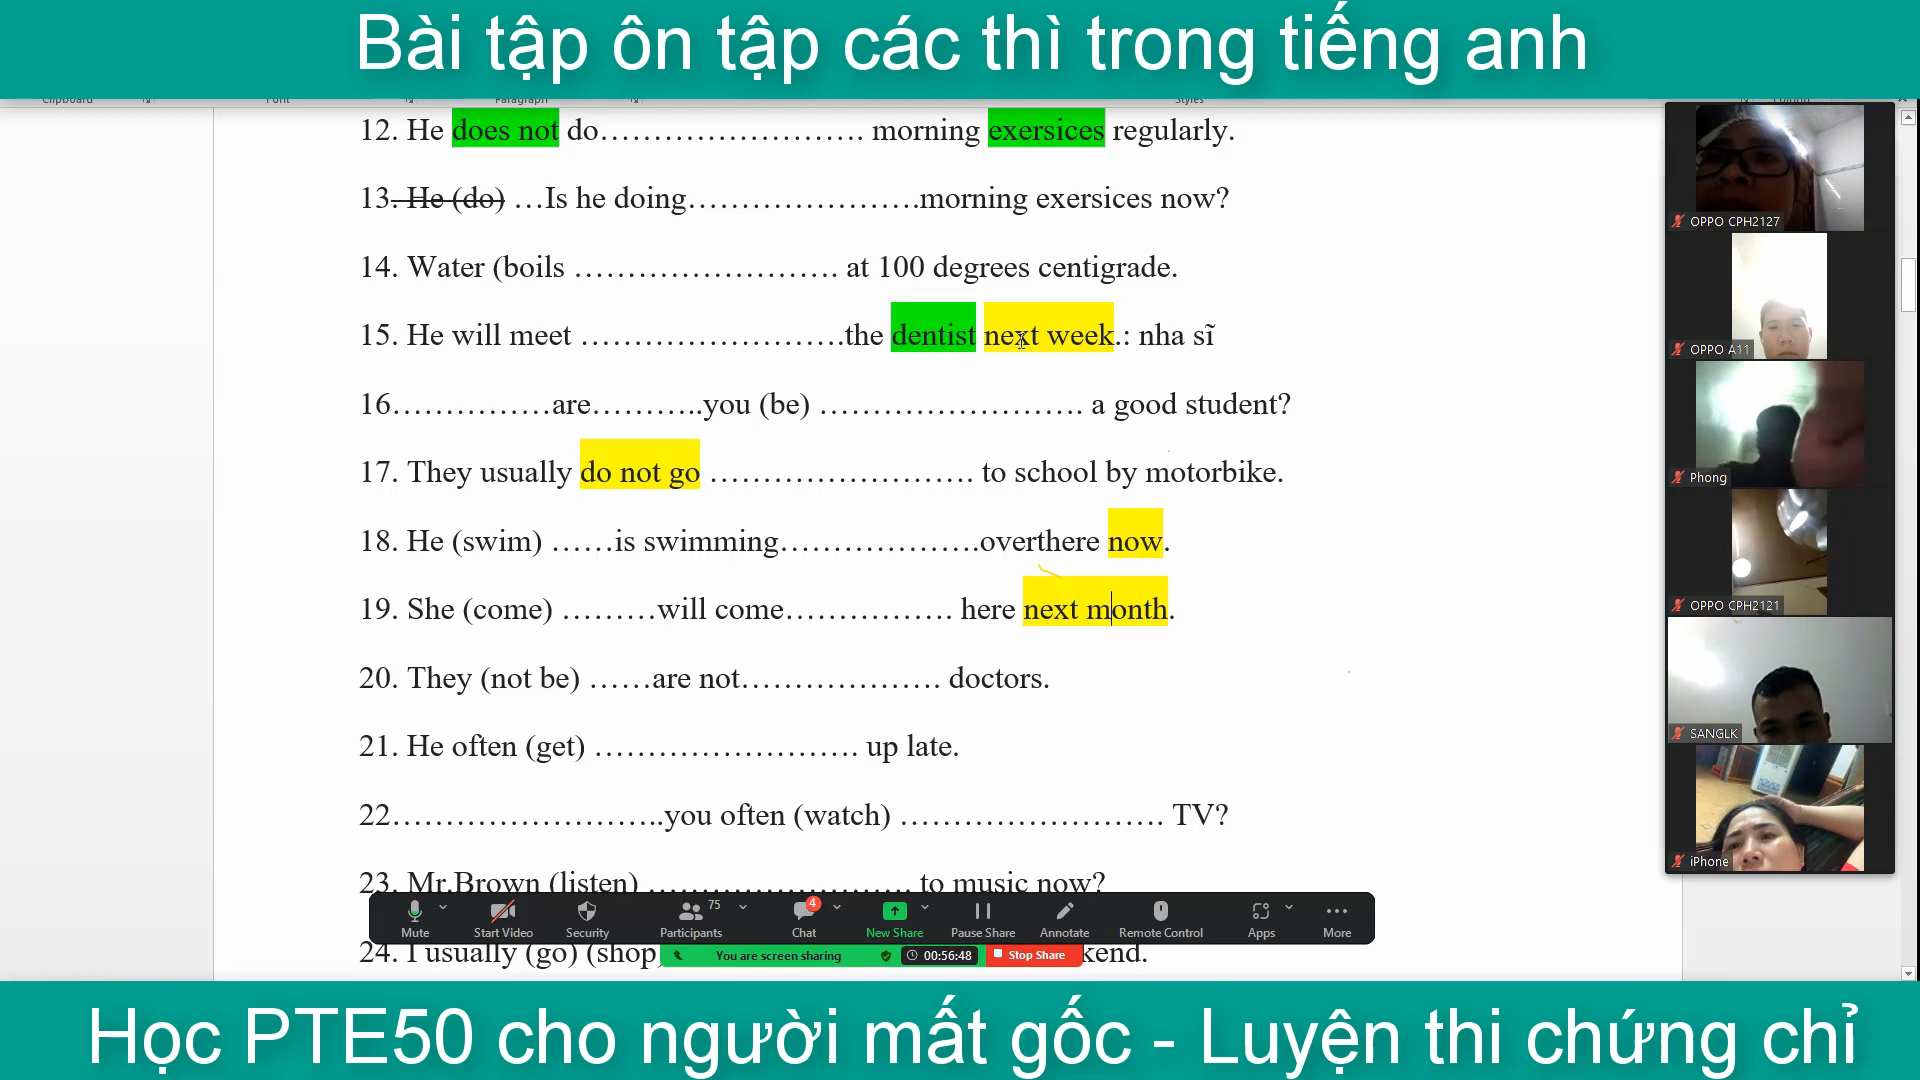 Bài tập ôn tập các thì trong tiếng anh
Clipboard
Font
Paragraph
Styles
12. He does not do……………………. morning exersices regularly.
13. He (do) …Is he doing………………….morning exersices now?
14. Water (boils ……………………. at 100 degrees centigrade.
15. He will meet …………………….the dentist next week.: nha sĩ
16……………are………..you (be) ……………………. a good student?
17. They usually do not go ……………………. to school by motorbike.
18. He (swim) ……is swimming……………….overthere now.
19. She (come) ………will come……………. here next month.
20. They (not be) ……are not………………. doctors.
21. He often (get) ……………………. up late.
22……………………..you often (watch) ……………………. TV?
23. Mr.Brown (listen) ……………………. to music now?
24. I usually (go) (shop
kend.
OPPO CPH2127
OPPO A11
Phong
OPPO CPH2121
SANGLK
iPhone
75
4
Mute
Start Video
Security
Participants
Chat
New Share
Pause Share
Annotate
Remote Control
Apps
More
You are screen sharing
00:56:48
Stop Share
Học PTE50 cho người mất gốc - Luyện thi chứng chỉ